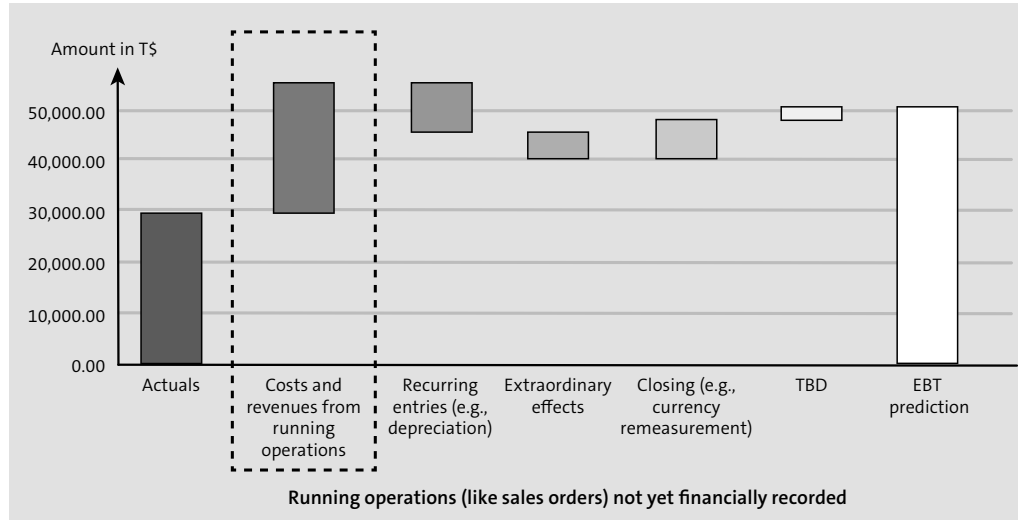 Amount in T$
50,000.00
40,000.00
30,000.00
20,000.00
10,000.00
0.00
Actuals
Costs and
revenues from
running
operations
Recurring
entries (e.g.,
depreciation)
Extraordinary
effects
Closing (e.g.,
currency
remeasurement)
TBD
EBT
prediction
Running operations (like sales orders) not yet financially recorded